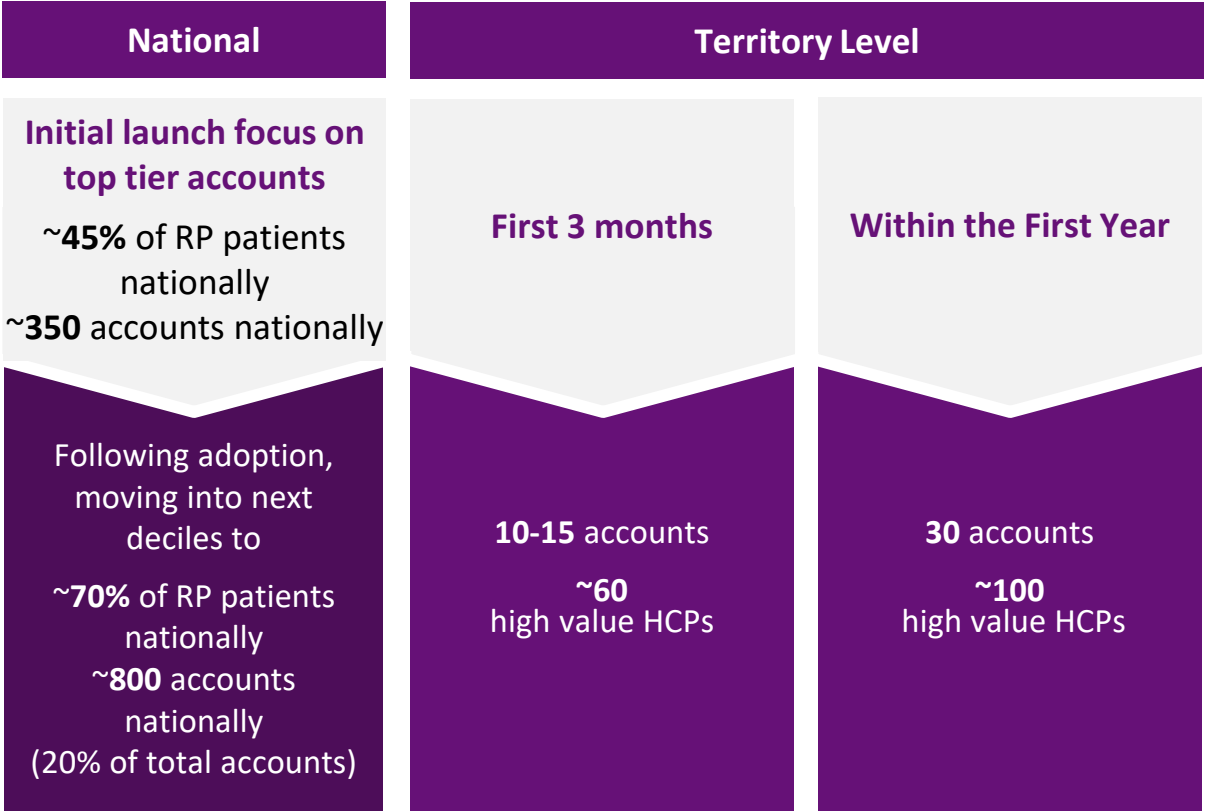 National
Territory Level
Initial launch focus on
top tier accounts
~45% of RP patients
nationally
~350 accounts nationally
Following adoption,
moving into next
deciles to
~70% of RP patients
nationally
~800 accounts
nationally
(20% of total accounts)
First 3 months
10-15 accounts
~60
high value HCPs
Within the First Year
30 accounts
~100
high value HCPs